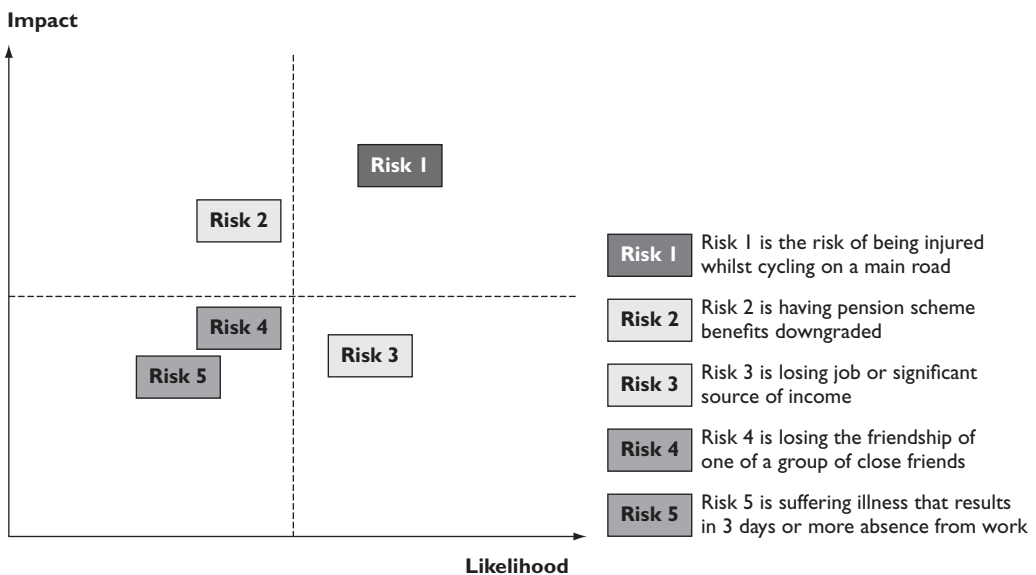 Impact
Risk 1
Risk 2
Risk 4
Risk 3
Risk 5
Likelihood
Risk 1
Risk 1 is the risk of being injured
whilst cycling on a main road
Risk 2
Risk 2 is having pension scheme
benefits downgraded
Risk 3
Risk 3 is losing job or significant
source of income
Risk 4
Risk 4 is losing the friendship of
one of a group of close friends
Risk 5
Risk 5 is suffering illness that results
in 3 days or more absence from work